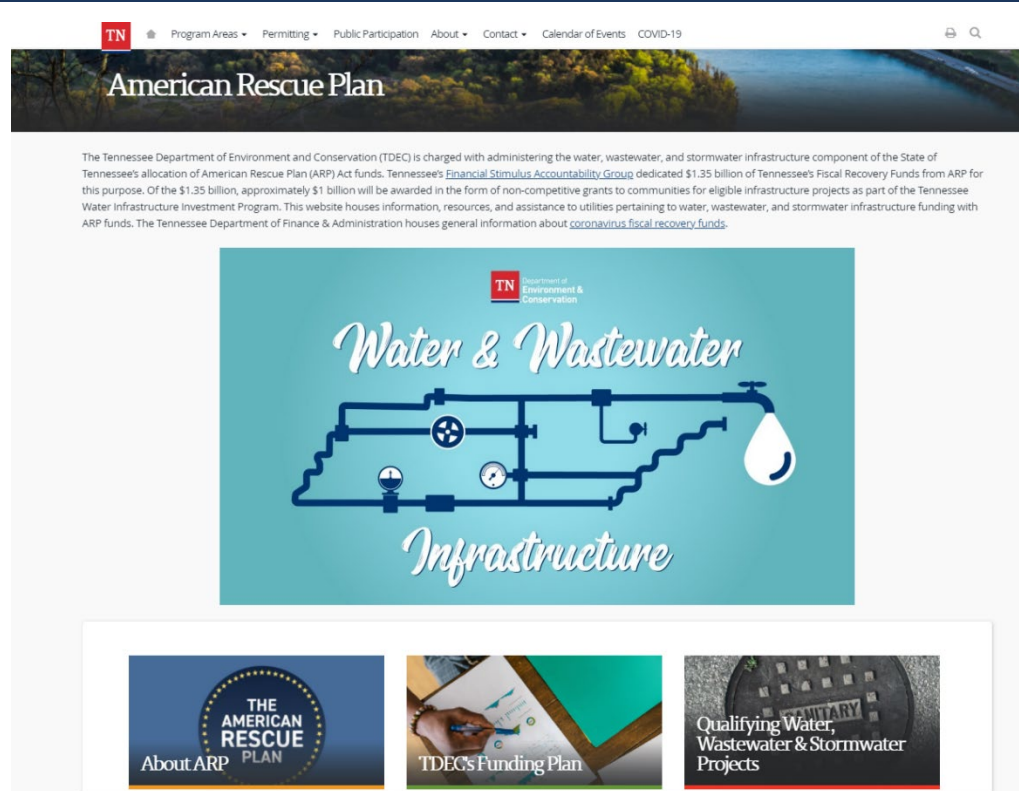 TN Program Areas Permitting Public Participation About Contact Calendar of Events COVID-19
American Rescue Plan
The Tennessee Department of Environment and Conservation (TDEC) is charged with administering the water, wastewater, and stormwater infrastructure component of the State of
Tennessee's allocation of American Rescue Plan (ARP) Act funds. Tennessee's Financial Stimulus Accountability Group dedicated $1.35 billion of Tennessee's Fiscal Recovery Funds from ARP for
this purpose. Of the $1.35 billion, approximately $1 billion will be awarded in the form of non-competitive grants to communities for eligible infrastructure projects as part of the Tennessee
Water Infrastructure Investment Program. This website houses information, resources, and assistance to utilities pertaining to water, wastewater, and stormwater infrastructure funding with
ARP funds. The Tennessee Department of Finance & Administration houses general information about coronavirus fiscal recovery funds.
TN
Department of
Environment &
Conservation
Water & Wastewater
Infrastructure
THE
AMERICAN
RESCUE
PLAN
About ARP
TDEC's Funding Plan
SANITARY
Qualifying Water,
Wastewater & Stormwater
Projects